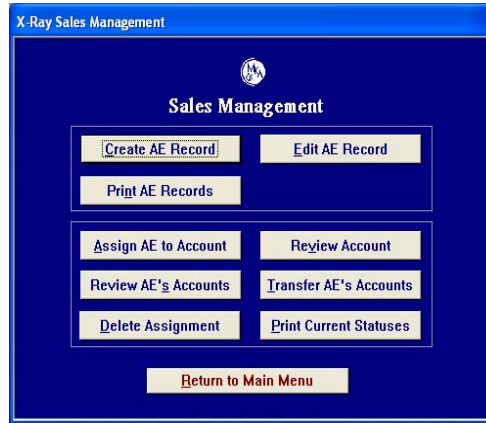 X-Ray Sales Management
Sales Management
Create AE Record Edit AE Record
Print AE Records
Assign AE to Account Review Account
Review AE's Accounts Transfer AE's Accounts
Delete Assignment Print Current Statuses
Return to Main Menu